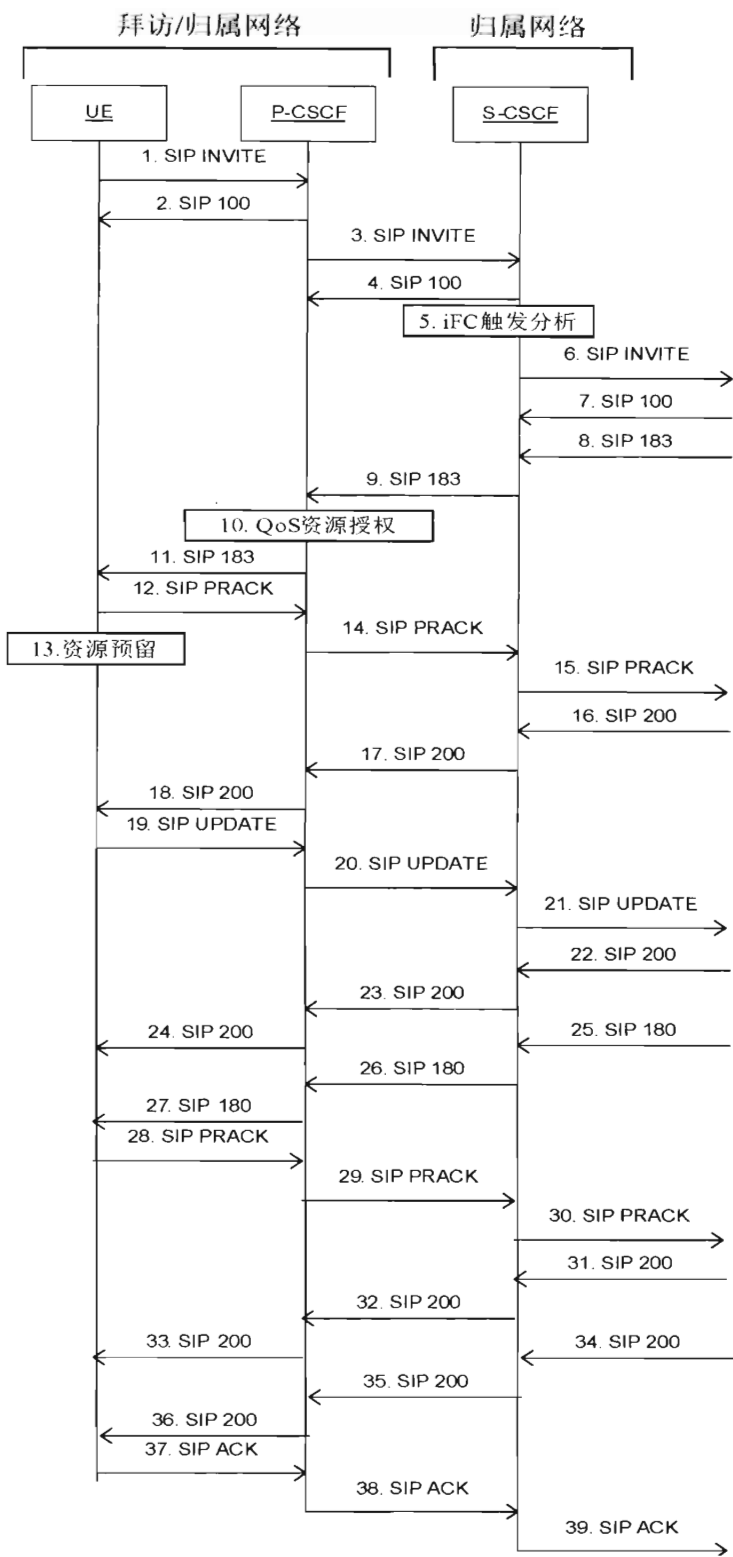 拜访/归属网络
归属网络
UE
P-CSCF
S-CSCF
1. SIP INVITE
2. SIP 100
3. SIP INVITE
4. SIP 100
5. iFC触发分析
6. SIP INVITE
7. SIP 100
8. SIP 183
9. SIP 183
10. QoS资源授权
11. SIP 183
12. SIP PRACK
13.资源预留
14. SIP PRACK
15. SIP PRACK
16. SIP 200
17. SIP 200
18. SIP 200
19. SIP UPDATE
20. SIP UPDATE
21. SIP UPDATE
22. SIP 200
23. SIP 200
24. SIP 200
25. SIP 180
26. SIP 180
27. SIP 180
28. SIP PRACK
29. SIP PRACK
30. SIP PRACK
31. SIP 200
32. SIP 200
33. SIP 200
34. SIP 200
35. SIP 200
36. SIP 200
37. SIP ACK
38. SIP ACK
39. SIP ACK